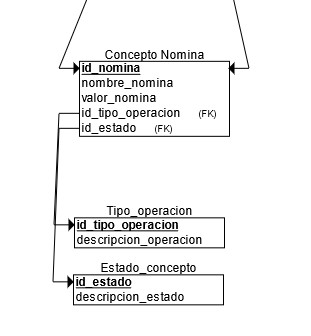 Concepto Nomina
id_nomina
nombre_nomina
valor_nomina
id_tipo_operacion (FK)
id_estado (FK)
Tipo_operacion
id_tipo_operacion
descripcion_operacion
Estado_concepto
id_estado
descripcion_estado